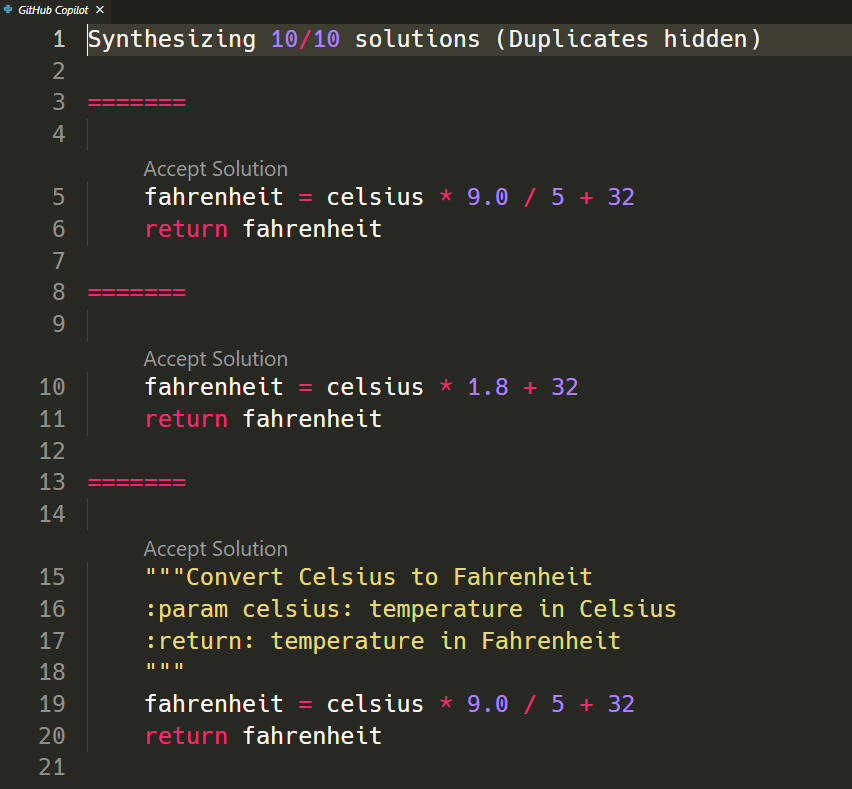 GitHub Copilot ×
1 Synthesizing 10/10 solutions (Duplicates hidden)
2
3 =======
4
Accept Solution
5 fahrenheit = celsius * 9.0 / 5 + 32
6 return fahrenheit
7
8 =======
9
Accept Solution
10 fahrenheit = celsius * 1.8 + 32
11 return fahrenheit
12
13 =======
14
Accept Solution
15 """Convert Celsius to Fahrenheit
16 :param celsius: temperature in Celsius
17 :return: temperature in Fahrenheit
18 """
19 fahrenheit = celsius * 9.0 / 5 + 32
20 return fahrenheit
21